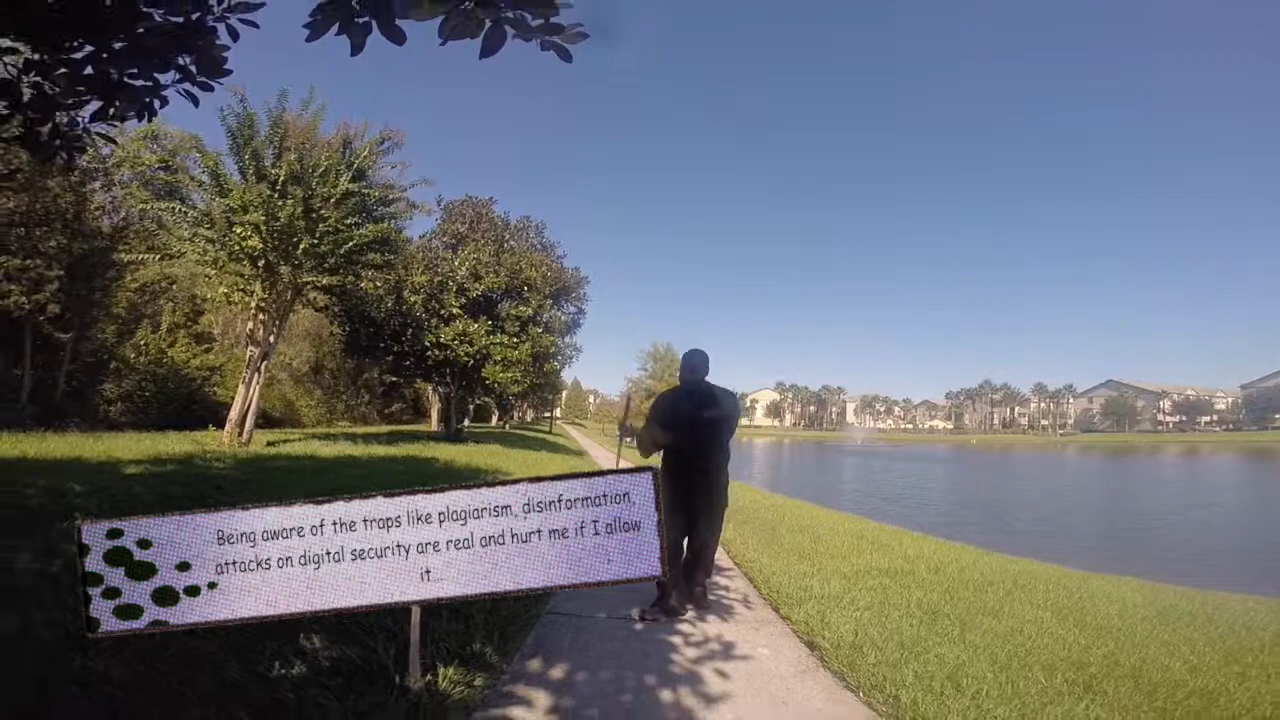 Being aware of the traps like plagiarism, disinformation,
attacks on digital security are real and hurt me if I allow
it...